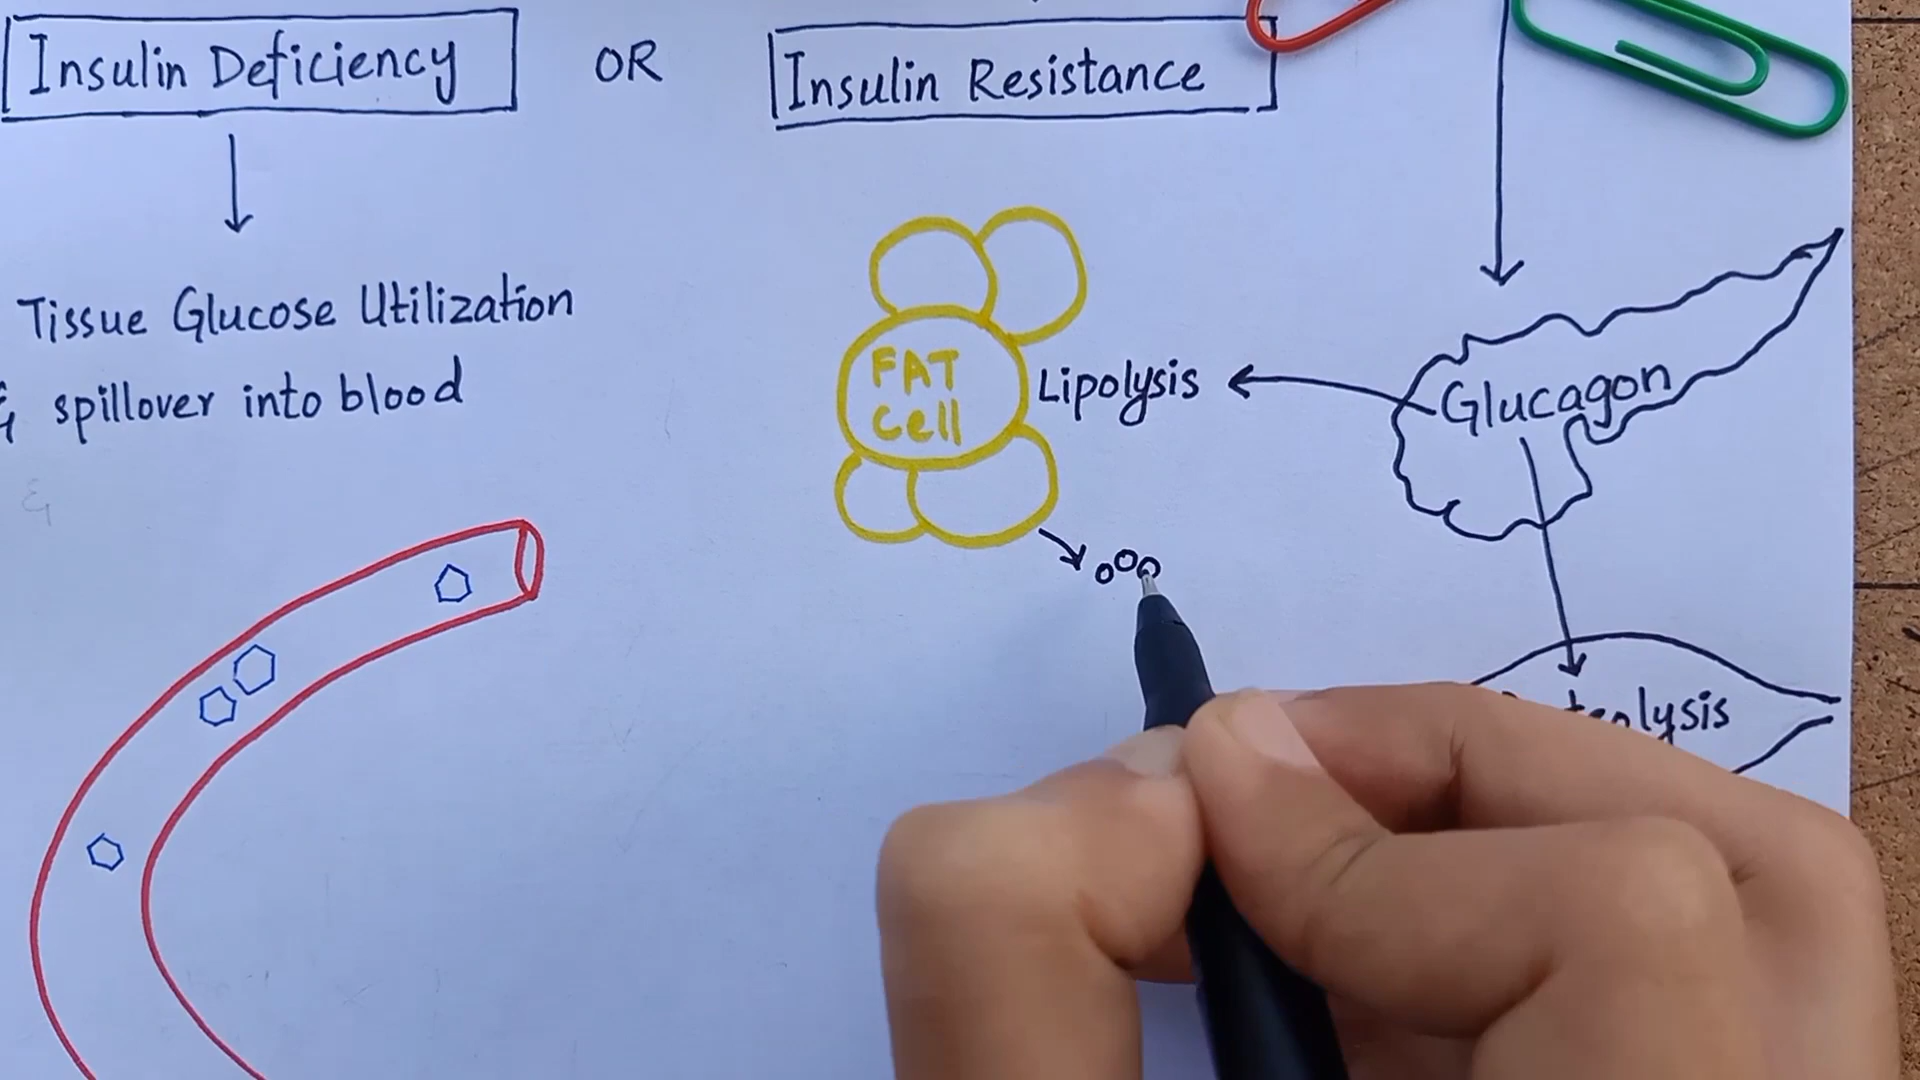 Insulin Deficiency OR Insulin Resistance
Tissue Glucose Utilization
& spillover into blood
&
FAT
Cell
Lipolysis
Glucagon